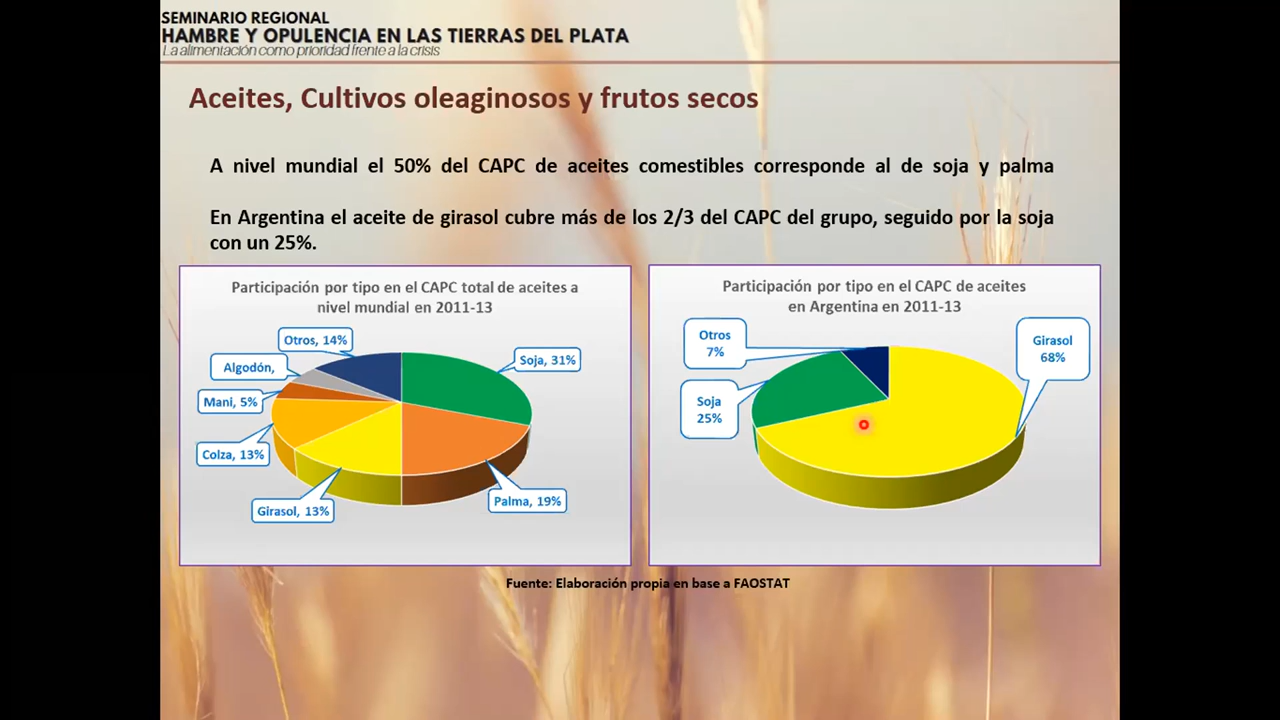 SEMINARIO REGIONAL
HAMBRE Y OPULENCIA EN LAS TIERRAS DEL PLATA
La alimentación como prioridad frente a la crisis
Aceites, Cultivos oleaginosos y frutos secos
A nivel mundial el 50% del CAPC de aceites comestibles corresponde al de soja y palma
En Argentina el aceite de girasol cubre más de los 2/3 del CAPC del grupo, seguido por la soja
con un 25%.
Participación por tipo en el CAPC total de aceites a
nivel mundial en 2011-13
Otros, 14%
Soja, 31%
Algodón,
Mani, 5%
Colza, 13%
Girasol, 13%
Palma, 19%
Participación por tipo en el CAPC de aceites
en Argentina en 2011-13
Otros
7%
Girasol
68%
Soja
25%
Fuente: Elaboración propia en base a FAOSTAT